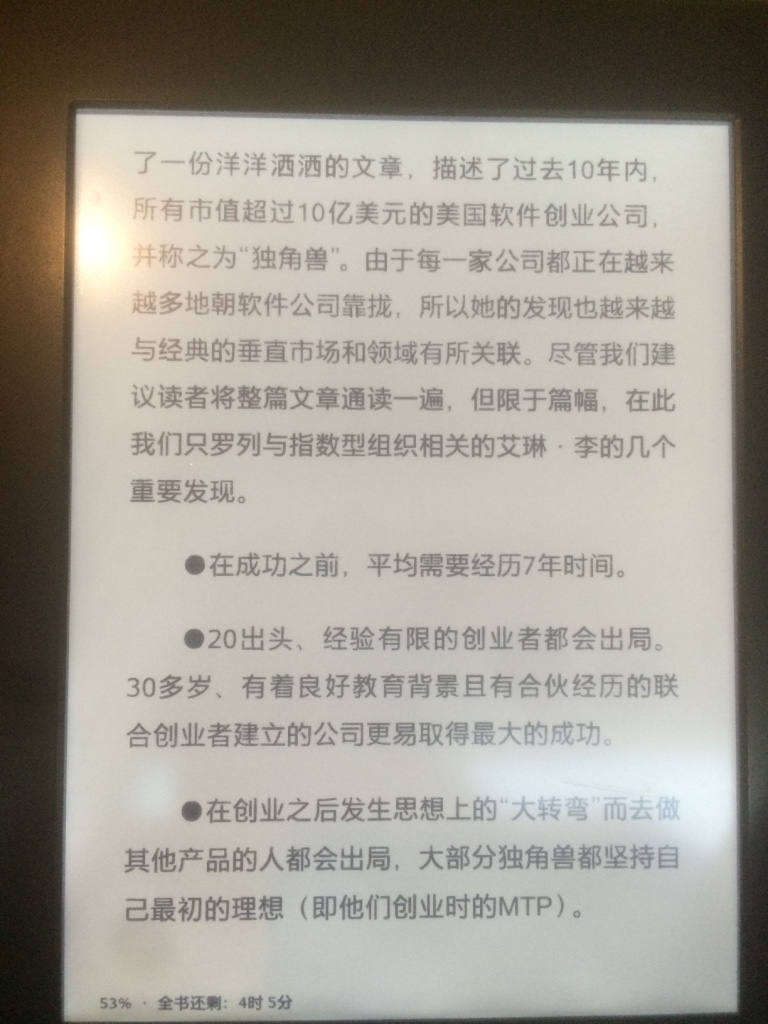 了一份洋洋洒洒的文章，描述了过去10年内，
所有市值超过10亿美元的美国软件创业公司，
并称之为“独角兽”。由于每一家公司都正在越来
越多地朝软件公司靠拢，所以她的发现也越来越
与经典的垂直市场和领域有所关联。尽管我们建
议读者将整篇文章通读一遍，但限于篇幅，在此
我们只罗列与指数型组织相关的艾琳·李的几个
重要发现。
●在成功之前，平均需要经历7年时间。
●20出头、经验有限的创业者都会出局。
30多岁、有着良好教育背景且有合伙经历的联
合创业者建立的公司更易取得最大的成功。
●在创业之后发生思想上的“大转弯”而去做
其他产品的人都会出局，大部分独角兽都坚持自
己最初的理想（即他们创业时的MTP）。
53% · 全书还剩：4时 5分